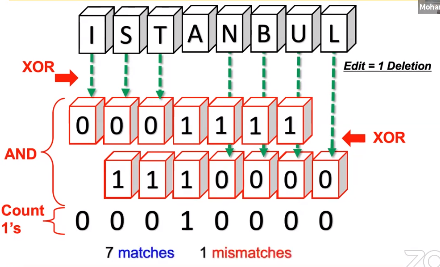 Moha
I S T A N B U L
XOR
Edit = 1 Deletion
0 0 0 1 1 1 1
XOR
AND
1 1 1 0 0 0 0
Count
1's
0 0 0 1 0 0 0 0
7 matches 1 mismatches